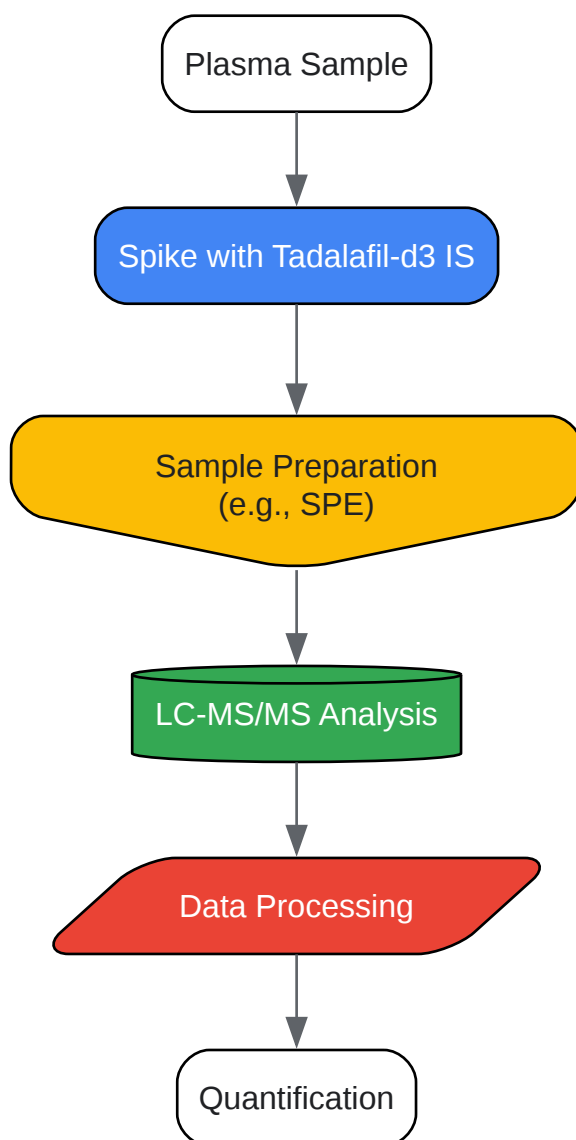 Plasma Sample
Spike with Tadalafil-d3 IS
Sample Preparation
(e.g., SPE)
LC-MS/MS Analysis
Data Processing
Quantification